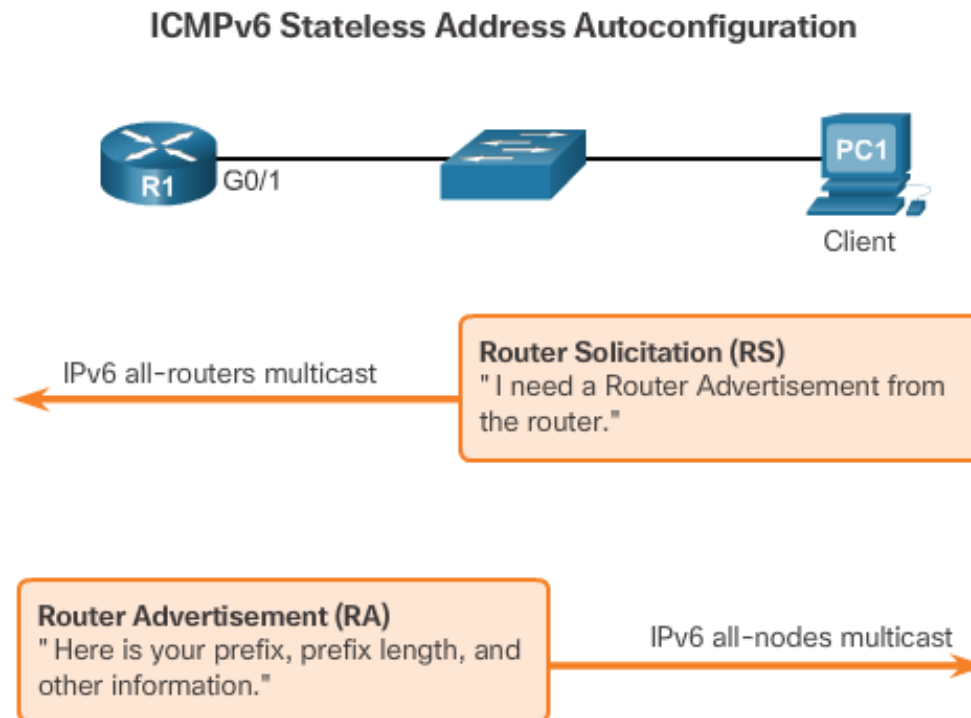 ICMPv6 Stateless Address Autoconfiguration
R1
G0/1
PC1
Client
IPv6 all-routers multicast
Router Solicitation (RS)
" I need a Router Advertisement from
the router."
Router Advertisement (RA)
" Here is your prefix, prefix length, and
other information."
IPv6 all-nodes multicast